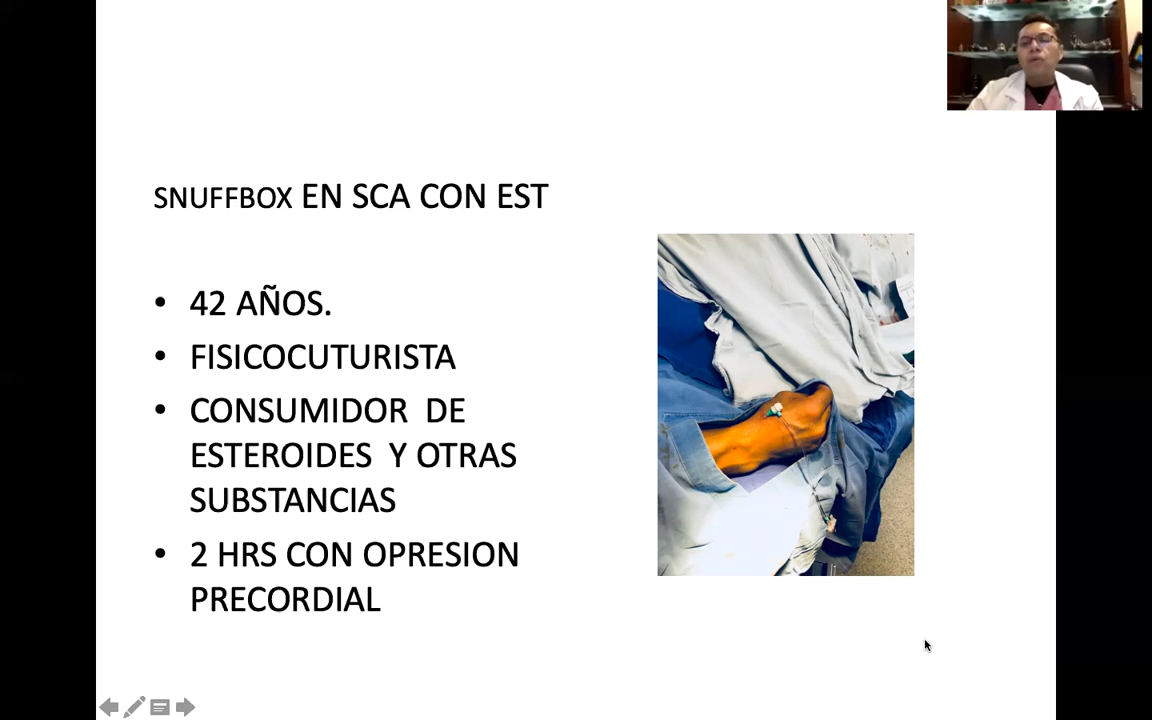 SNUFFBOX EN SCA CON EST
• 42 AÑOS.
• FISICOCUTURISTA
• CONSUMIDOR DE
ESTEROIDES Y OTRAS
SUBSTANCIAS
• 2 HRS CON OPRESION
PRECORDIAL